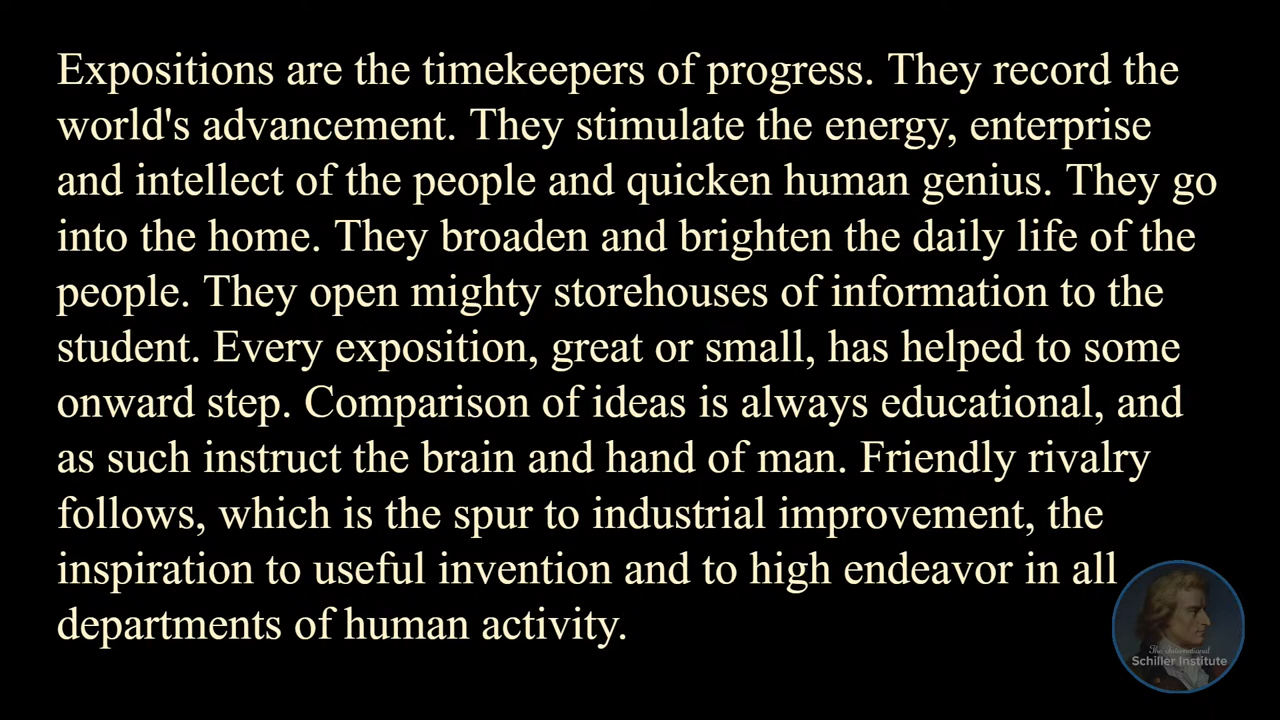 Expositions are the timekeepers of progress. They record the
world's advancement. They stimulate the energy, enterprise
and intellect of the people and quicken human genius. They go
into the home. They broaden and brighten the daily life of the
people. They open mighty storehouses of information to the
student. Every exposition, great or small, has helped to some
onward step. Comparison of ideas is always educational, and
as such instruct the brain and hand of man. Friendly rivalry
follows, which is the spur to industrial improvement, the
inspiration to useful invention and to high endeavor in all
departments of human activity.
The International
Schiller Institute